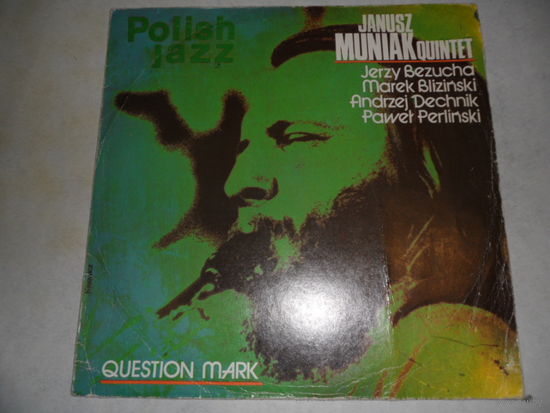 Polish
jazz
JANUSZ
MUNIAK QUINTET
Jerzy Bezucha
Marek Bliziński
Andrzej Dechnik
Paweł Perliński
QUESTION MARK